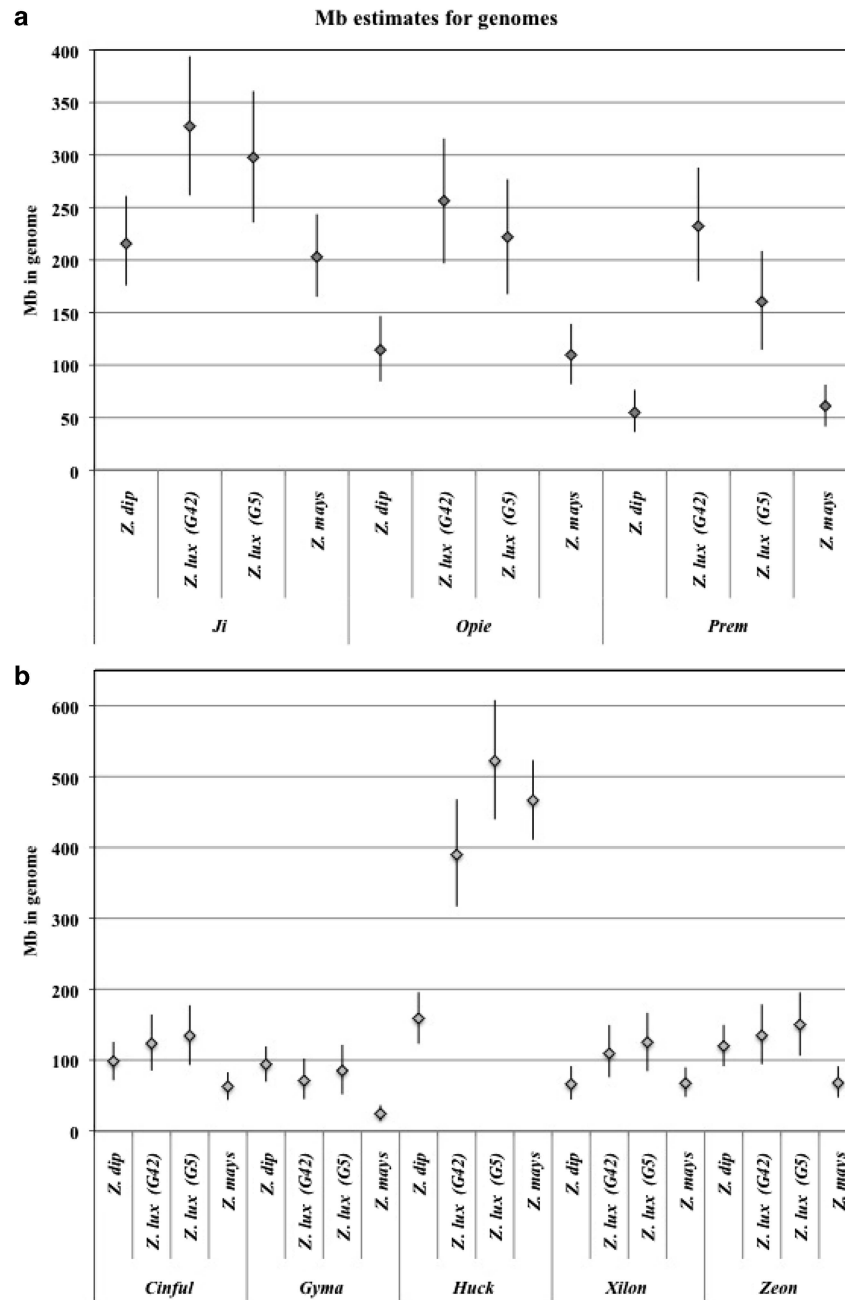 a
Mb estimates for genomes
400
350
300
250
200
150
100
50
0
Mb in genome
Z. dip
Z. lux (G42)
Z. lux (G5)
Z. mays
Z. dip
Z. lux (G42)
Z. lux (G5)
Z. mays
Z. dip
Z. lux (G42)
Z. lux (G5)
Z. mays
Ji
Opie
Prem
b
600
500
400
300
200
100
0
Mb in genome
Z. dip
Z. lux (G42)
Z. lux (G5)
Z. mays
Z. dip
Z. lux (G42)
Z. lux (G5)
Z. mays
Z. dip
Z. lux (G42)
Z. lux (G5)
Z. mays
Z. dip
Z. lux (G42)
Z. lux (G5)
Z. mays
Z. dip
Z. lux (G42)
Z. lux (G5)
Z. mays
Cinful
Gyma
Huck
Xilon
Zeon